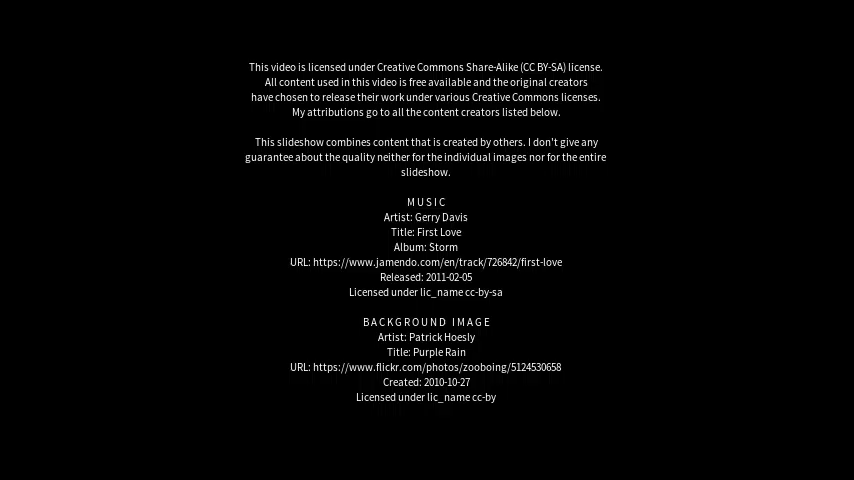 This video is licensed under Creative Commons Share-Alike (CC BY-SA) license.
All content used in this video is free available and the original creators
have chosen to release their work under various Creative Commons licenses.
My attributions go to all the content creators listed below.
This slideshow combines content that is created by others. I don't give any
guarantee about the quality neither for the individual images nor for the entire
slideshow.
MUSIC
Artist: Gerry Davis
Title: First Love
Album: Storm
URL: https://www.jamendo.com/en/track/726842/first-love
Released: 2011-02-05
Licensed under lic_name cc-by-sa
BACKGROUND IMAGE
Artist: Patrick Hoesly
Title: Purple Rain
URL: https://www.flickr.com/photos/zooboing/5124530658
Created: 2010-10-27
Licensed under lic_name cc-by